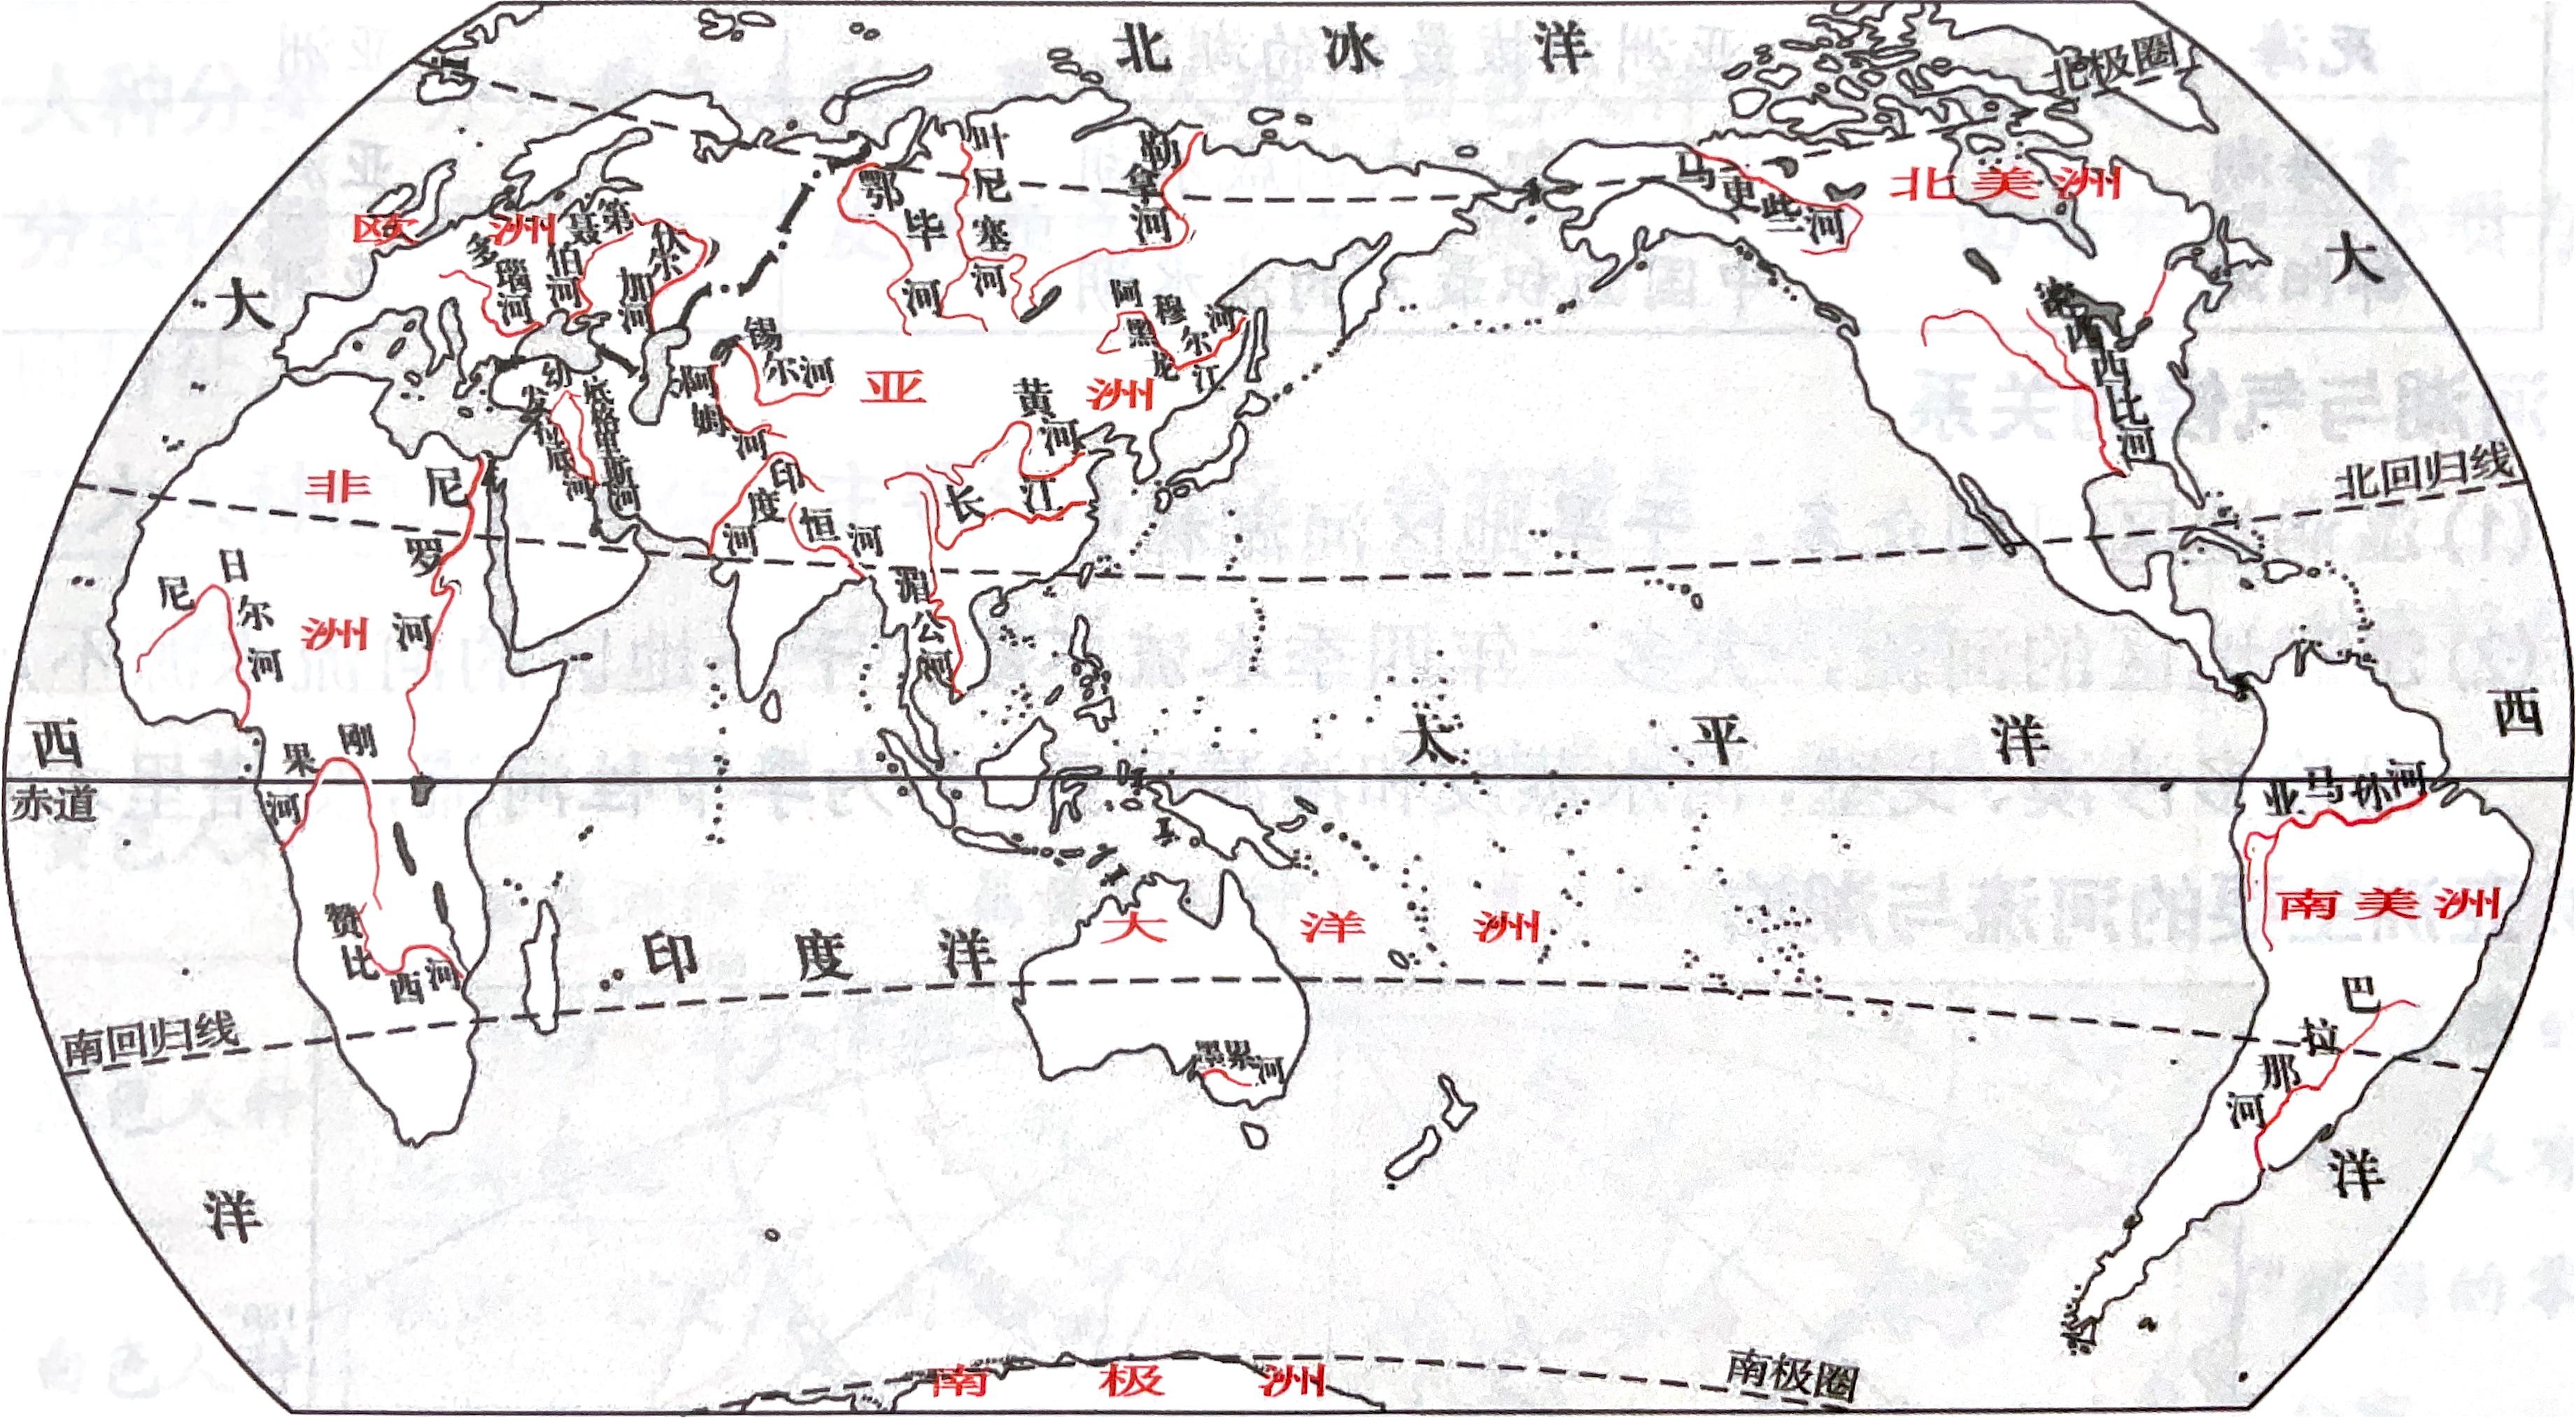 北冰洋
北极圈
叶尼塞河
勒拿河
鄂毕河
马更些河
北美洲
欧洲
多瑙河
第聂伯河
伏尔加河
大
大
阿穆尔河
黑龙江
密西西比河
锡尔河
阿姆河
亚洲
黄河
幼发拉底河
底格里斯河
非洲
尼罗河
印度河
恒河
长江
北回归线
尼日尔河
湄公河
西
太平洋
西
刚果河
赤道
亚马孙河
赞比西河
印度洋
大洋洲
南美洲
南回归线
墨累河
巴拉那河
洋
洋
南极洲
南极圈